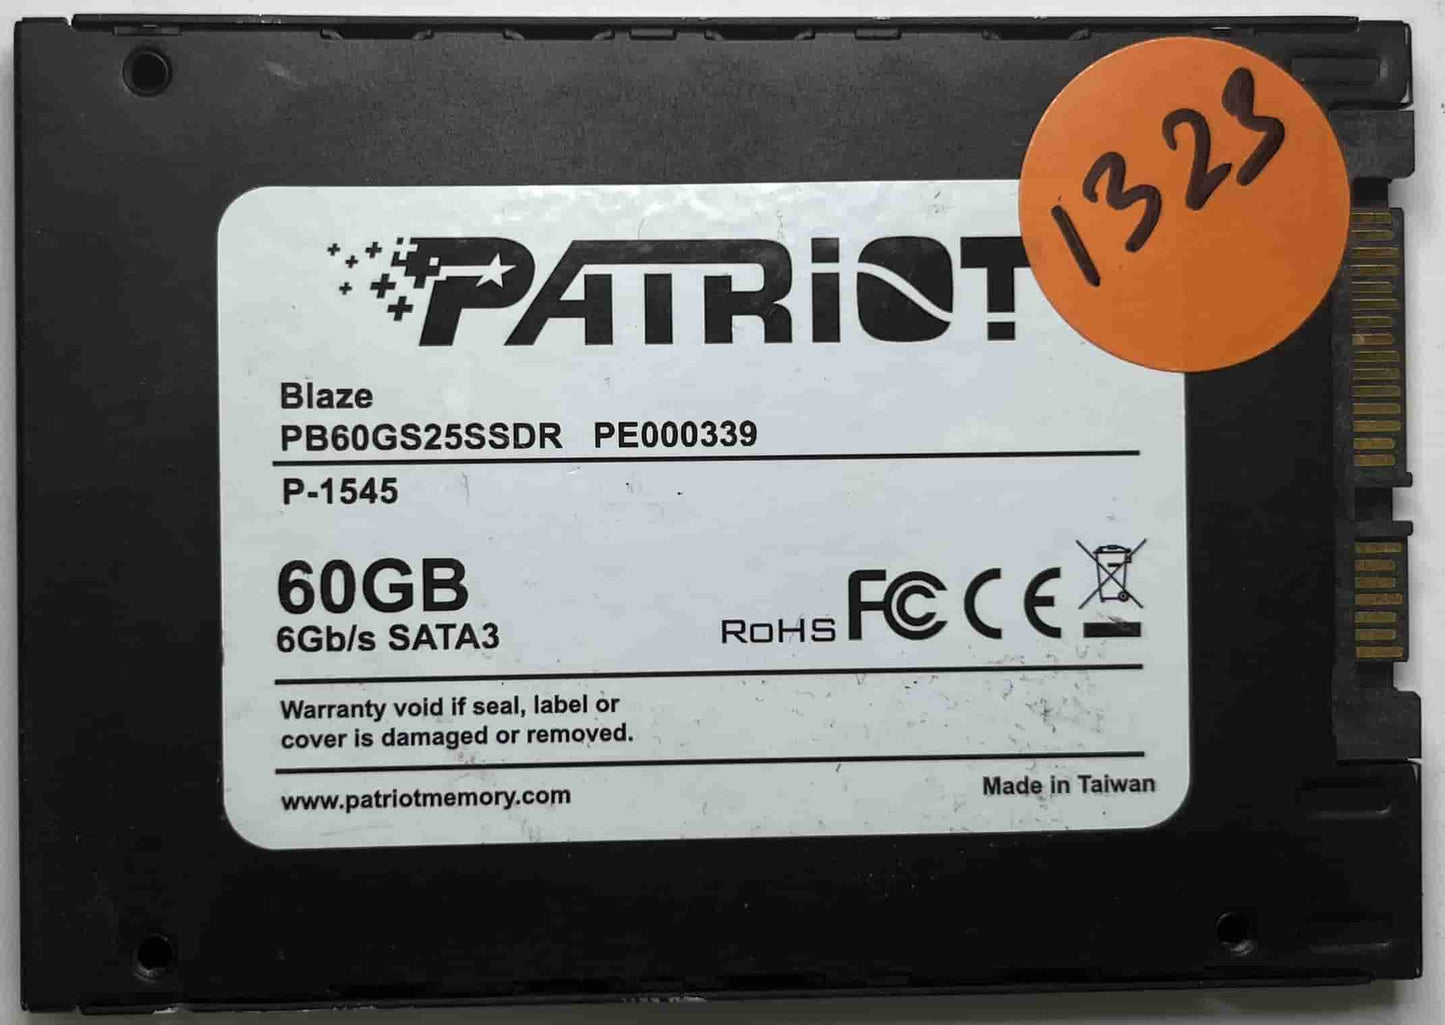 1323
PATRiOT
Blaze
PB60GS25SSDR PE000339
P-1545
60GB
6Gb/s SATA3
RoHS FC CE
Warranty void if seal, label or
cover is damaged or removed.
www.patriotmemory.com
Made in Taiwan